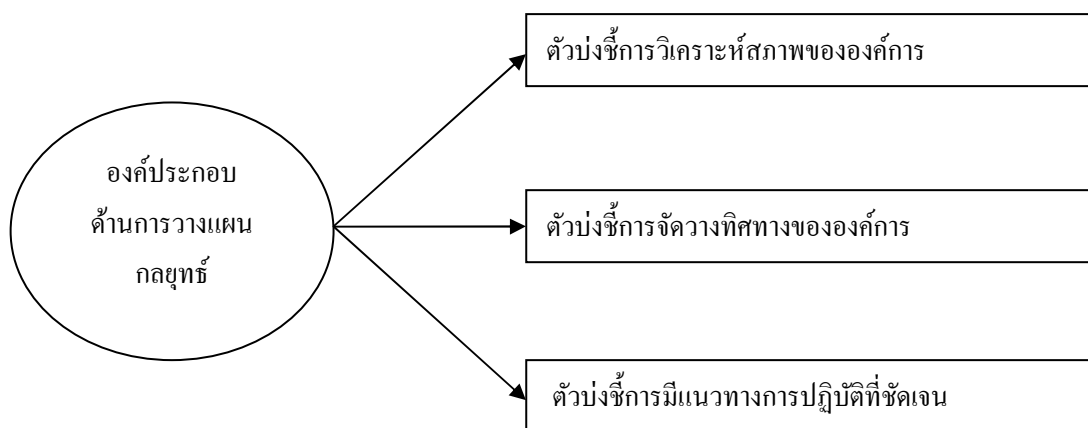 ตัวบ่งชี้การวิเคราะห์สภาพขององค์การ
องค์ประกอบ
ด้านการวางแผน
กลยุทธ์
ตัวบ่งชี้การจัดวางทิศทางขององค์การ
ตัวบ่งชี้การมีแนวทางการปฏิบัติที่ชัดเจน